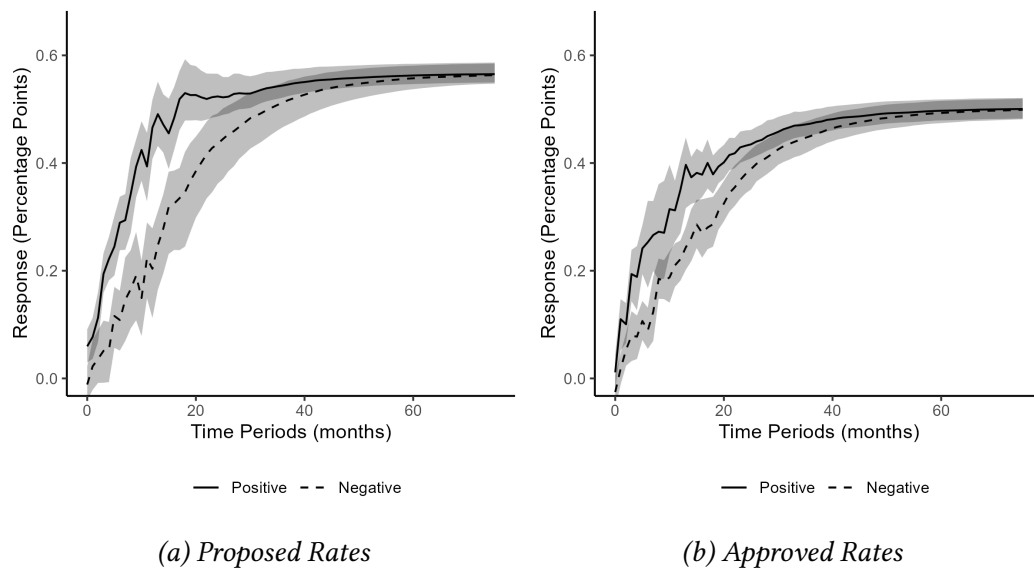 Response (Percentage Points)
0.6
0.4
0.2
0.0
0 20 40 60
Time Periods (months)
Positive Negative
(a) Proposed Rates
Response (Percentage Points)
0.6
0.4
0.2
0.0
0 20 40 60
Time Periods (months)
Positive Negative
(b) Approved Rates